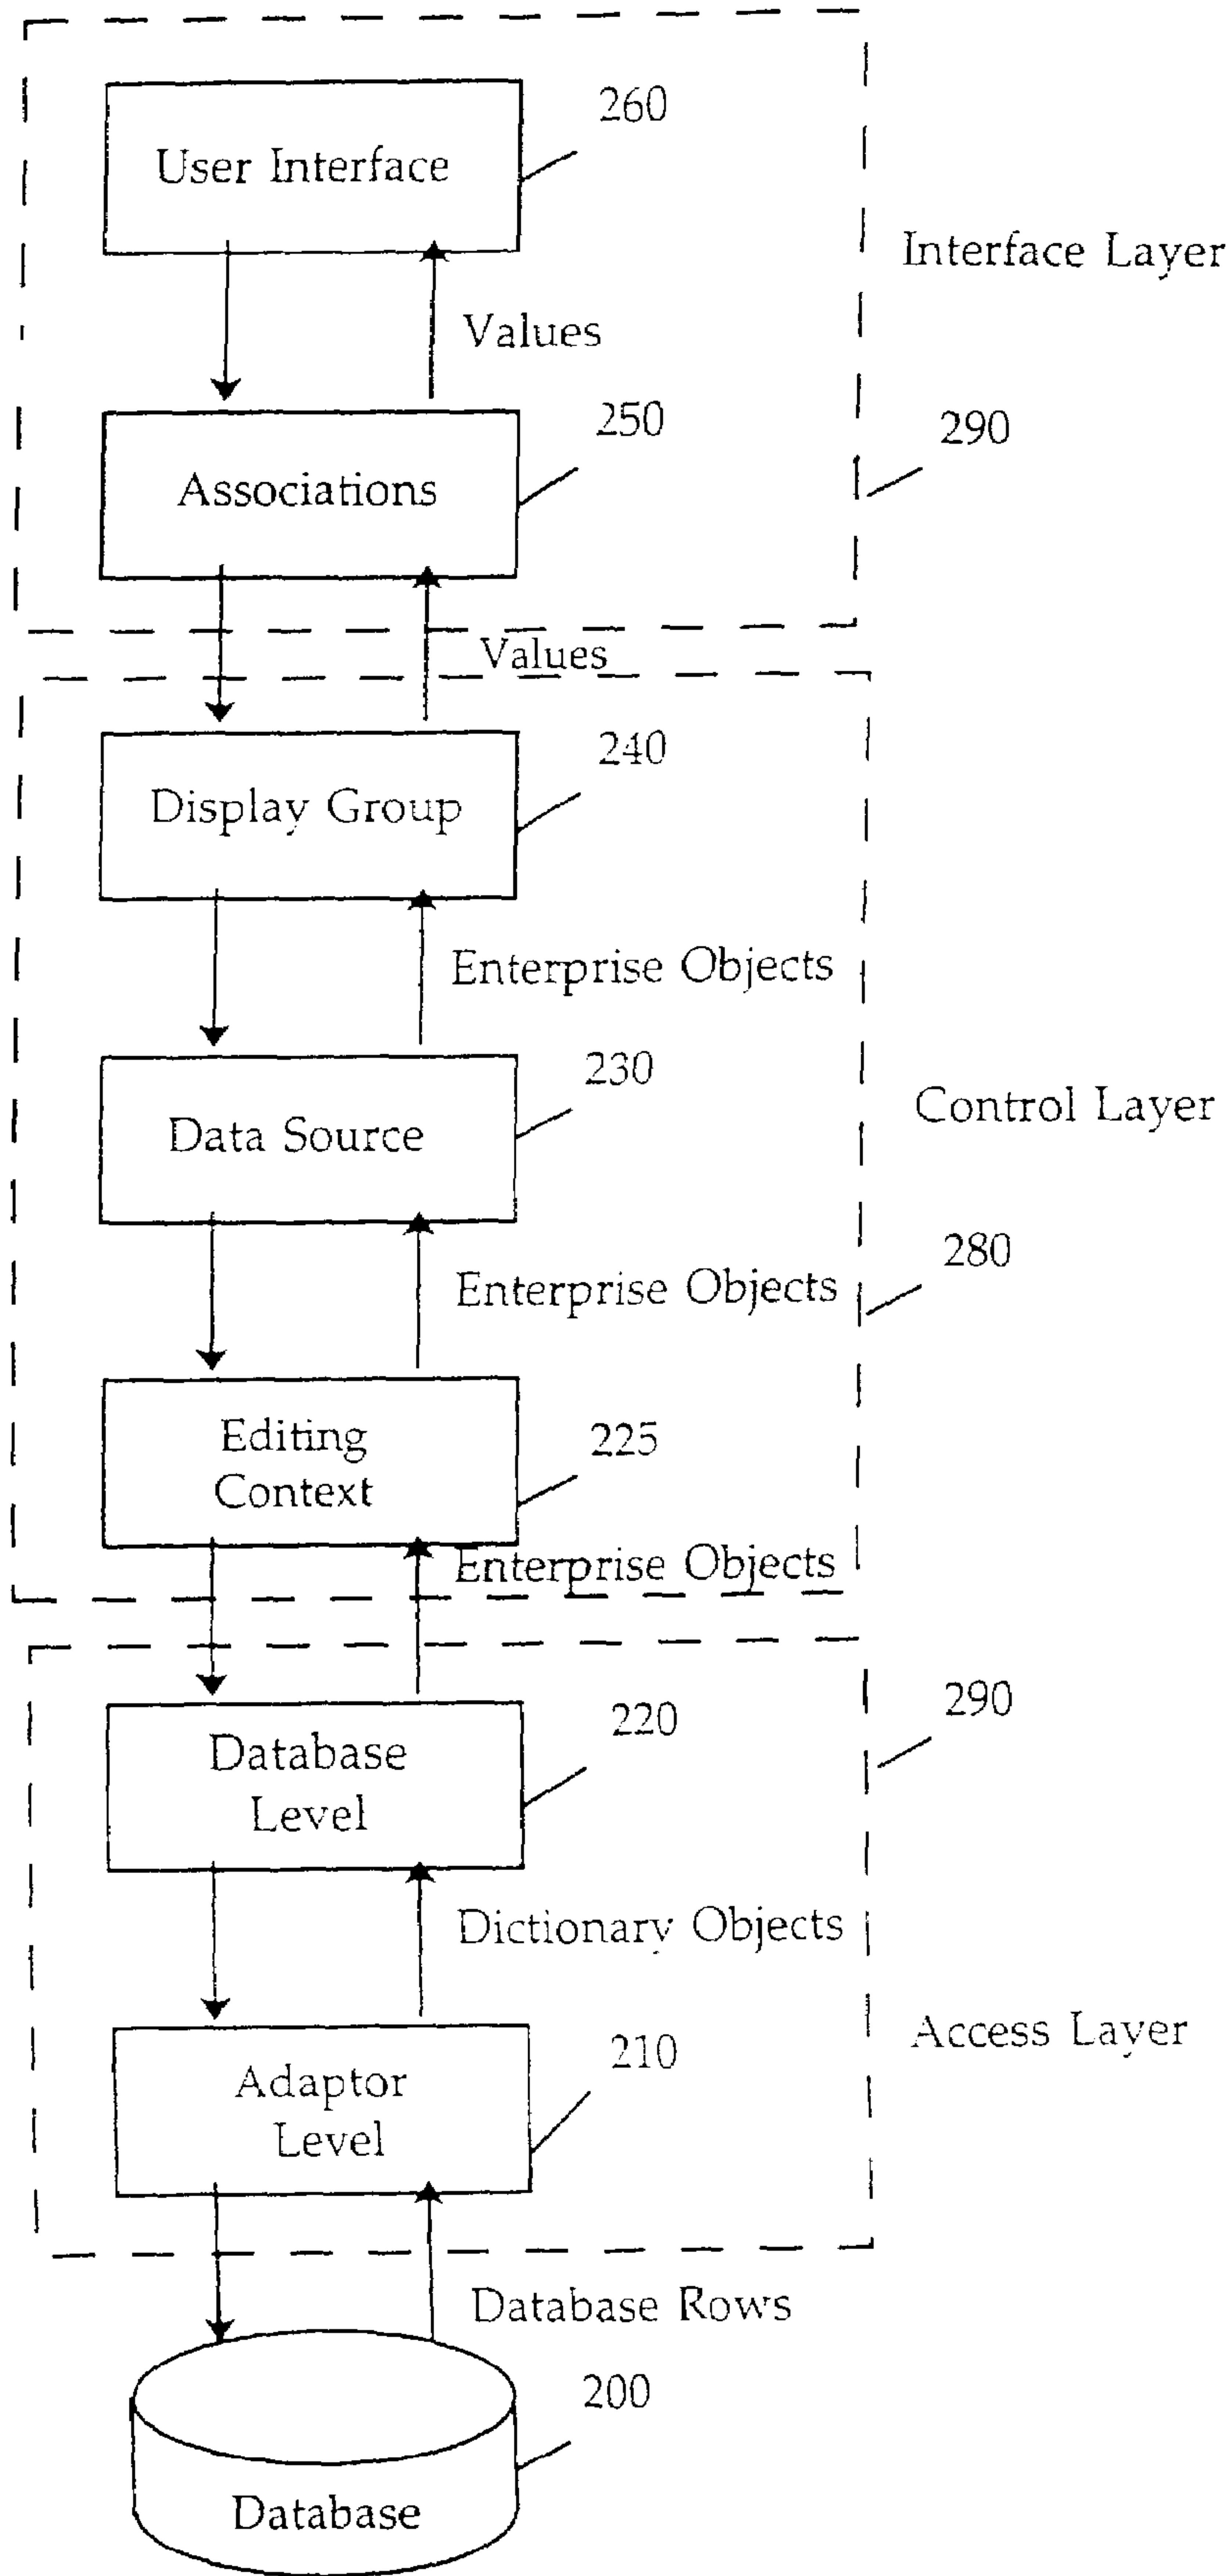 260
User Interface
Interface Layer
Values
250
290
Associations
Values
240
Display Group
Enterprise Objects
230
Control Layer
Data Source
280
Enterprise Objects
225
Editing
Context
Enterprise Objects
290
220
Database
Level
Dictionary Objects
Access Layer
210
Adaptor
Level
Database Rows
200
Database